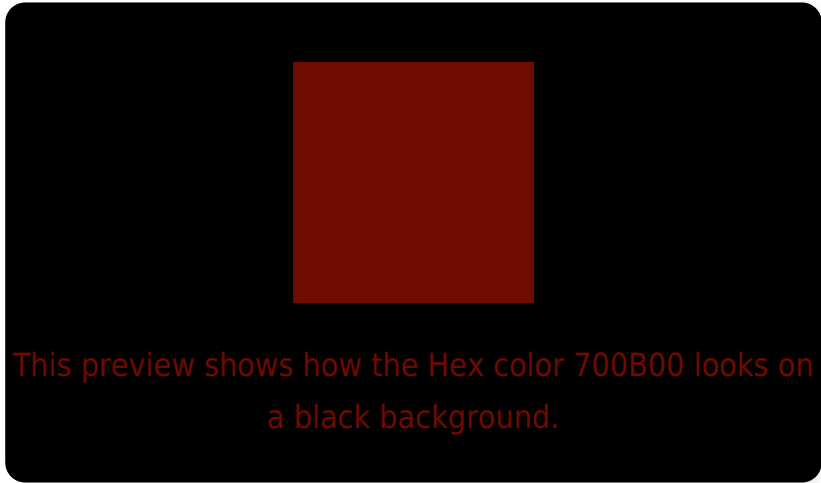 This preview shows how the Hex color 700B00 looks on
a black background.